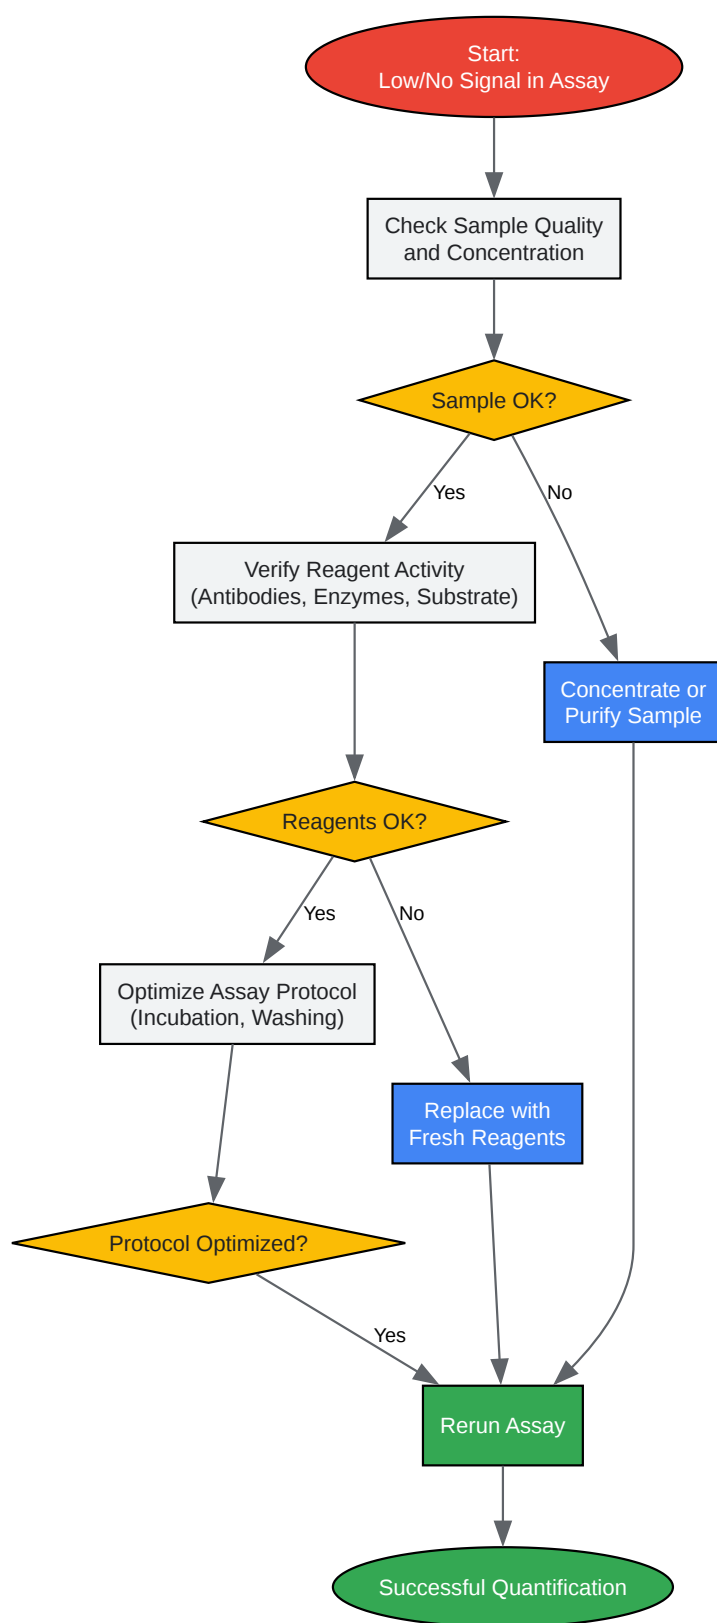 Start:
Low/No Signal in Assay
Check Sample Quality
and Concentration
Sample OK?
Yes
No
Verify Reagent Activity
(Antibodies, Enzymes, Substrate)
Concentrate or
Purify Sample
Reagents OK?
Yes
No
Optimize Assay Protocol
(Incubation, Washing)
Replace with
Fresh Reagents
Protocol Optimized?
Yes
Rerun Assay
Successful Quantification